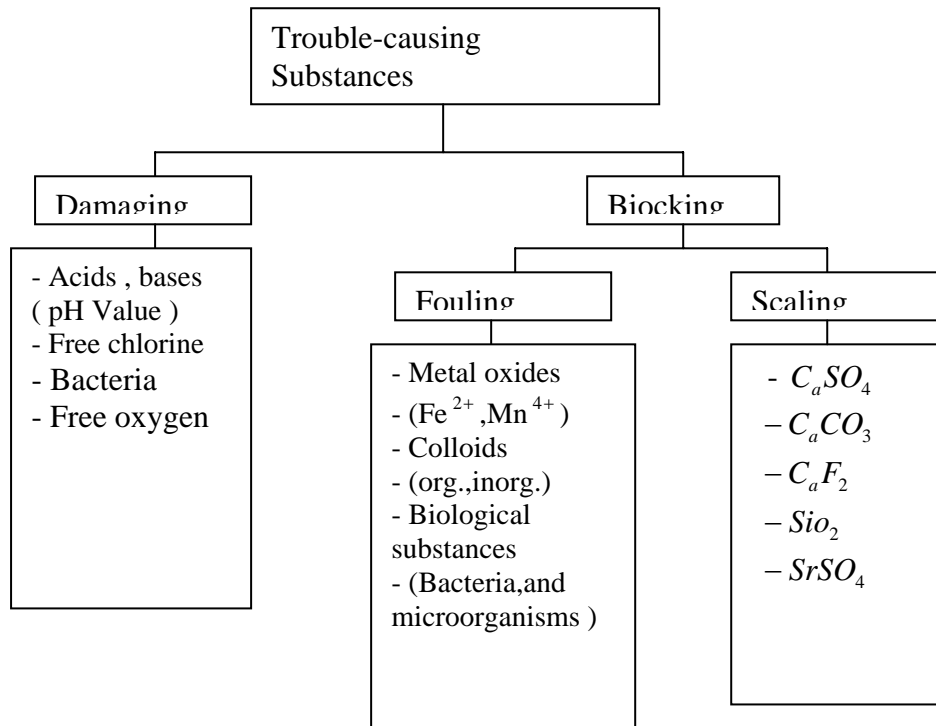 Trouble-causing
Substances
Damaging
Biocking
- Acids , bases
( pH Value )
- Free chlorine
- Bacteria
- Free oxygen
Fouling
Scaling
- Metal oxides
- (Fe 2+ ,Mn 4+ )
- Colloids
- (org.,inorg.)
- Biological
substances
- (Bacteria,and
microorganisms )
- CaSO4
– CaCO3
– CaF2
– Sio2
– SrSO4